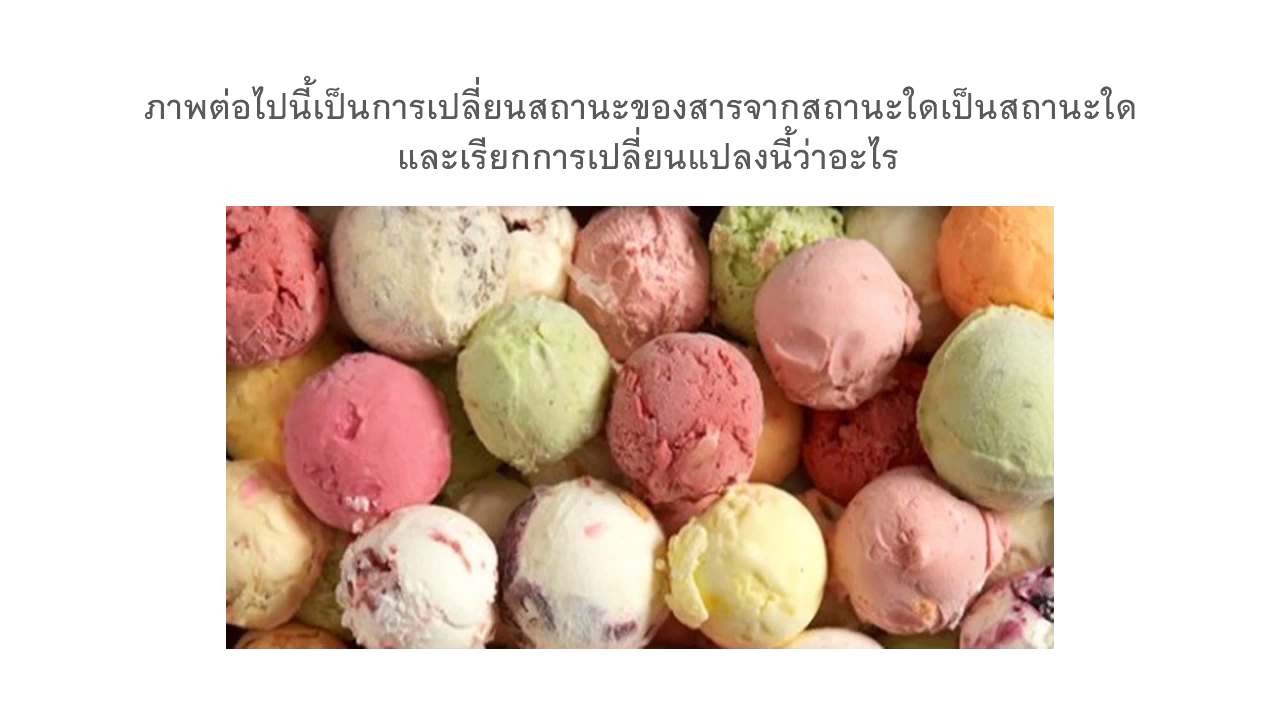 ภาพต่อไปนี้เป็นการเปลี่ยนสถานะของสารจากสถานะใดเป็นสถานะใด
และเรียกการเปลี่ยนแปลงนี้ว่าอะไร